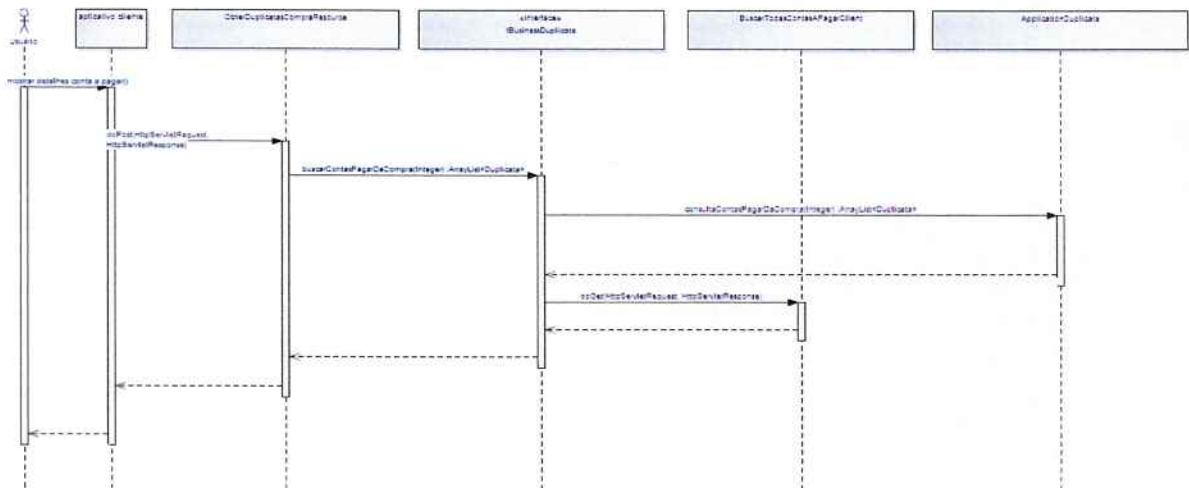 aplicativo cliente
ObterDuplicatasCompraResource
«interface»
IBusinessDuplicata
BuscarTodasContasAPagarClient
ApplicationDuplicata
usuario
mostrar detalhes conta a pagar()
doPost(HttpServletRequest,
HttpServletResponse)
buscarContasPagarDaCompra(Integer) :ArrayList<Duplicata>
consultaContasPagarDaCompra(Integer) :ArrayList<Duplicata>
doGet(HttpServletRequest, HttpServletResponse)